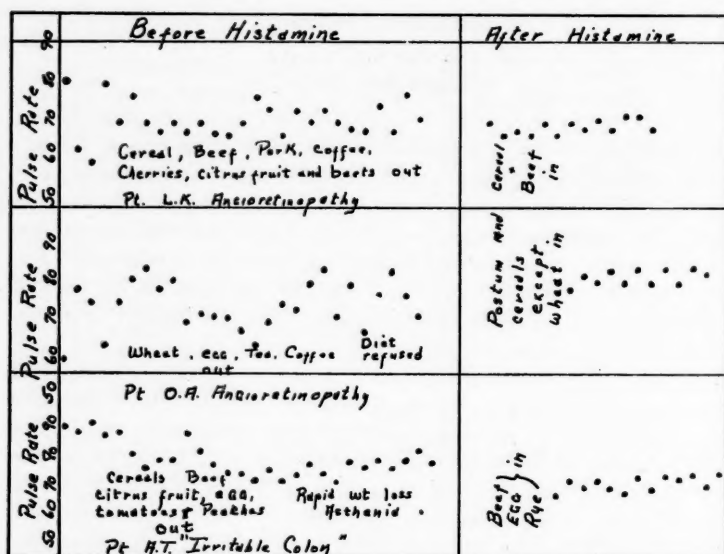 Before Histamine
After Histamine
Pulse Rate
90
80
70
60
50
Cereal, Beef, Pork, Coffee,
Cherries, citrus fruit and beets out
Pt. L.K. Angioretinopathy
Cereal
+
Beef
in
Pulse Rate
90
80
70
60
50
Wheat, egg, Tea, Coffee
out
Diet
refused
Pt O.A. Angioretinopathy
Postum and
cereals
except
wheat in
Pulse Rate
90
80
70
60
50
Cereals Beef
citrus fruit, egg,
tomatoes, Peaches
out
Rapid wt loss
Asthenia
Pt A.T. "Irritable Colon"
Beef
Egg
Rye
in